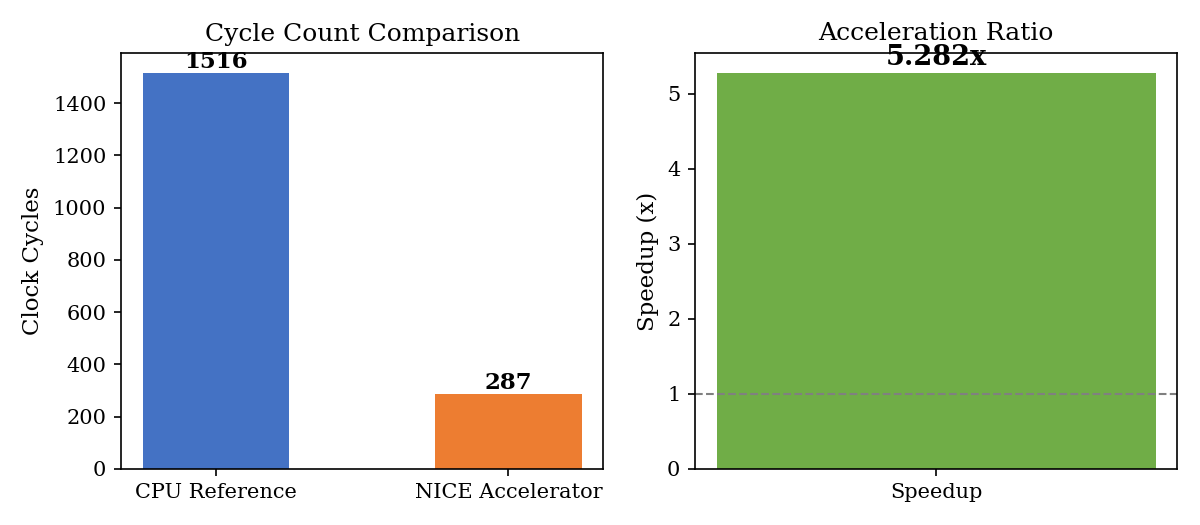 Cycle Count Comparison
1516
287
Clock Cycles
1400
1200
1000
800
600
400
200
0
CPU Reference
NICE Accelerator
Acceleration Ratio
5.282x
Speedup (x)
5
4
3
2
1
0
Speedup